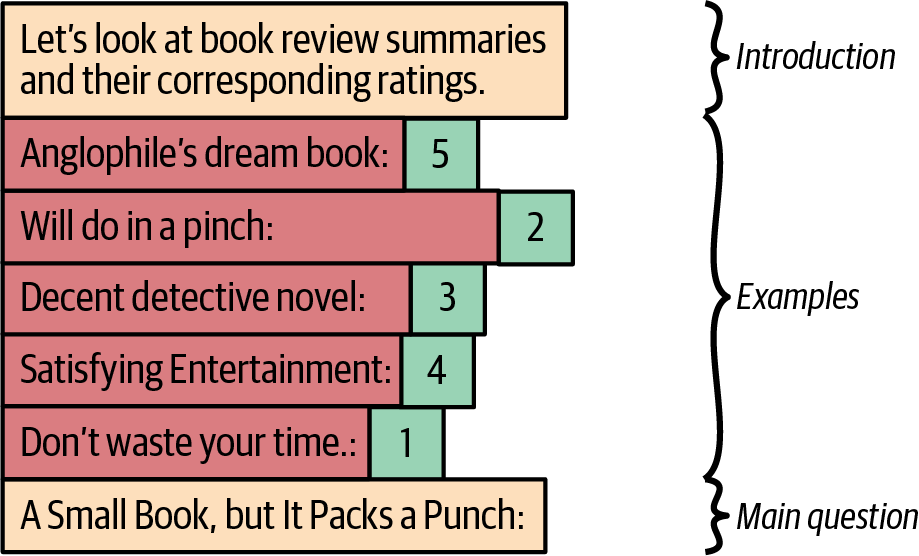 Let’s look at book review summaries
and their corresponding ratings.
Introduction
Anglophile’s dream book: 5
Will do in a pinch: 2
Decent detective novel: 3
Examples
Satisfying Entertainment: 4
Don’t waste your time.: 1
A Small Book, but It Packs a Punch:
Main question